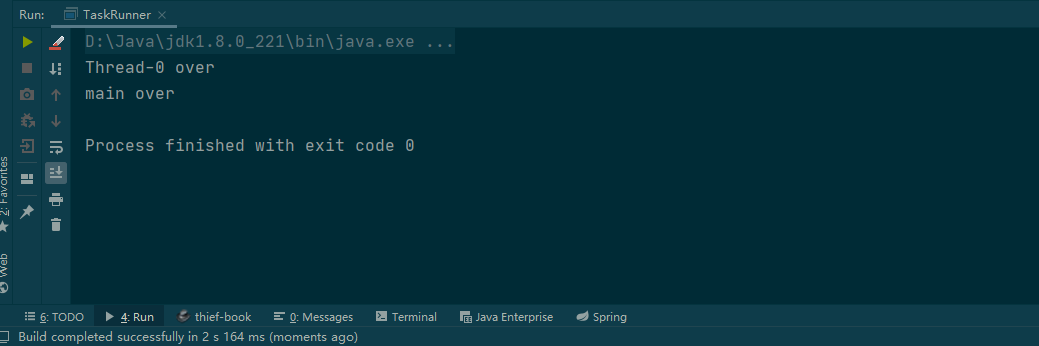 Run: TaskRunner
D:\Java\jdk1.8.0_221\bin\java.exe ...
Thread-0 over
main over
Process finished with exit code 0
2: Favorites
Web
6: TODO 4: Run thief-book 0: Messages Terminal Java Enterprise Spring
Build completed successfully in 2 s 164 ms (moments ago)